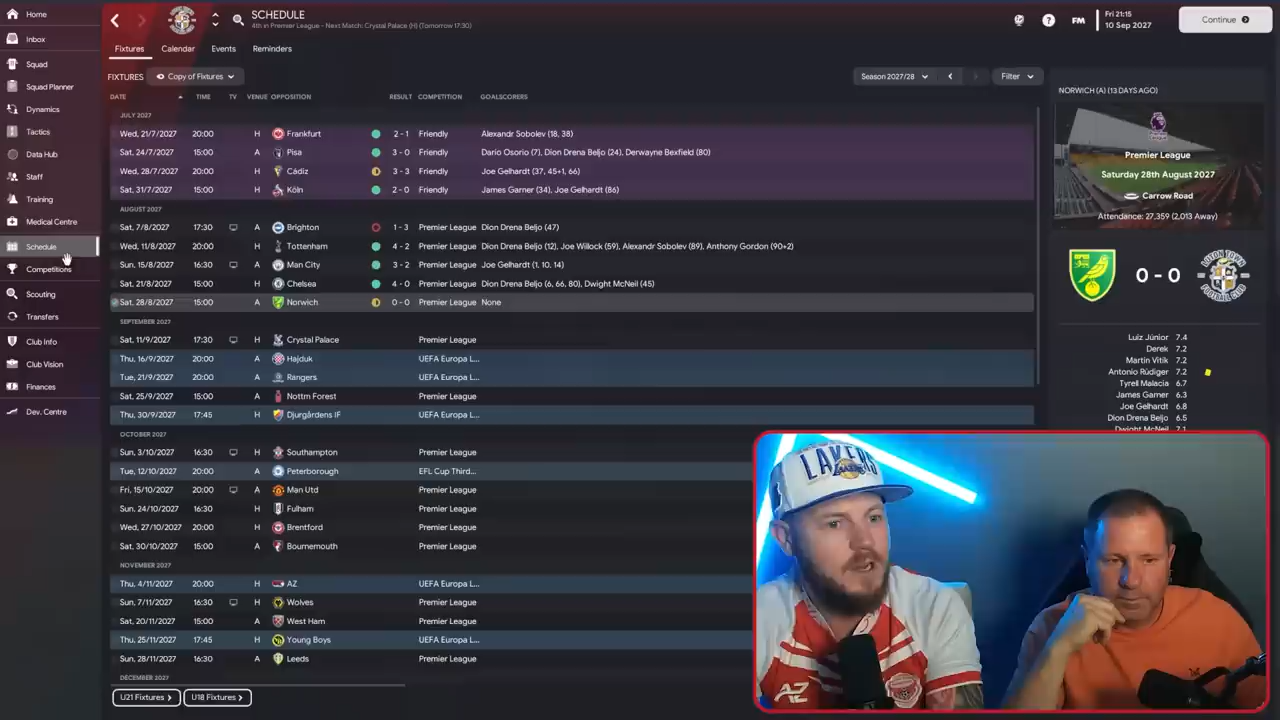 Home
Inbox
Squad
Squad Planner
Dynamics
Tactics
Data Hub
Staff
Training
Medical Centre
Schedule
Competitions
Scouting
Transfers
Club Info
Club Vision
Finances
Dev. Centre
SCHEDULE
4th in Premier League - Next Match: Crystal Palace (H) (Tomorrow 17:30)
FM
Fri 21:15
10 Sep 2027
Continue
Fixtures Calendar Events Reminders
FIXTURES Copy of Fixtures Season 2027/28 Filter
DATE TIME TV VENUE OPPOSITION RESULT COMPETITION GOALSCORERS
JULY 2027
Wed, 21/7/2027 20:00 H Frankfurt 2 - 1 Friendly Alexandr Sobolev (18, 38)
Sat, 24/7/2027 15:00 A Pisa 3 - 0 Friendly Darío Osorio (7), Dion Drena Beljo (24), Derwayne Bexfield (80)
Wed, 28/7/2027 20:00 H Cádiz 3 - 3 Friendly Joe Gelhardt (37, 45+1, 66)
Sat, 31/7/2027 15:00 H Köln 2 - 0 Friendly James Garner (34), Joe Gelhardt (86)
AUGUST 2027
Sat, 7/8/2027 17:30 H Brighton 1 - 3 Premier League Dion Drena Beljo (47)
Wed, 11/8/2027 20:00 H Tottenham 4 - 2 Premier League Dion Drena Beljo (12), Joe Willock (59), Alexandr Sobolev (89), Anthony Gordon (90+2)
Sun, 15/8/2027 16:30 A Man City 3 - 2 Premier League Joe Gelhardt (1, 10, 14)
Sat, 21/8/2027 15:00 H Chelsea 4 - 0 Premier League Dion Drena Beljo (6, 66, 80), Dwight McNeil (45)
Sat, 28/8/2027 15:00 A Norwich 0 - 0 Premier League None
SEPTEMBER 2027
Sat, 11/9/2027 17:30 H Crystal Palace Premier League
Thu, 16/9/2027 20:00 A Hajduk UEFA Europa L...
Tue, 21/9/2027 20:00 A Rangers UEFA Europa L...
Sat, 25/9/2027 15:00 A Nottm Forest Premier League
Thu, 30/9/2027 17:45 H Djurgårdens IF UEFA Europa L...
OCTOBER 2027
Sun, 3/10/2027 16:30 H Southampton Premier League
Tue, 12/10/2027 20:00 A Peterborough EFL Cup Third...
Fri, 15/10/2027 20:00 A Man Utd Premier League
Sun, 24/10/2027 16:30 H Fulham Premier League
Wed, 27/10/2027 20:00 H Brentford Premier League
Sat, 30/10/2027 15:00 A Bournemouth Premier League
NOVEMBER 2027
Thu, 4/11/2027 20:00 H AZ UEFA Europa L...
Sun, 7/11/2027 16:30 H Wolves Premier League
Sat, 20/11/2027 15:00 A West Ham Premier League
Thu, 25/11/2027 17:45 H Young Boys UEFA Europa L...
Sun, 28/11/2027 16:30 A Leeds Premier League
DECEMBER 2027
U21 Fixtures U18 Fixtures
NORWICH (A) (13 DAYS AGO)
Premier League
Saturday 28th August 2027
Carrow Road
Attendance: 27,359 (2,013 Away)
0 - 0
Luiz Júnior 7.4
Derek 7.2
Martin Vitík 7.2
Antonio Rüdiger 7.2
Tyrell Malacia 6.7
James Garner 6.3
Joe Gelhardt 6.8
Dion Drena Beljo 6.5
Dwight McNeil 7.1
LAKERS
AZ